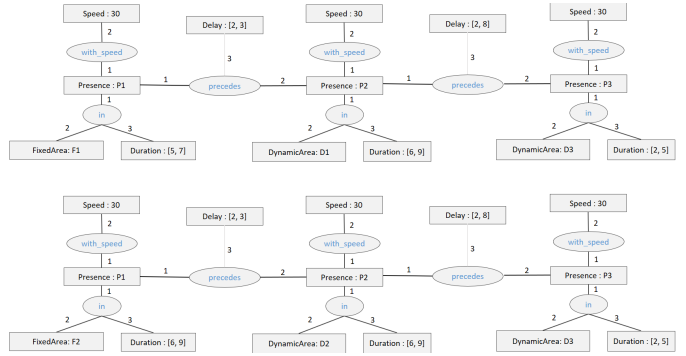 Speed : 30
Delay : [2, 3]
Speed : 30
Delay : [2, 8]
Speed : 30
2
2
2
with_speed
3
with_speed
3
with_speed
1
1
1
Presence : P1
1
precedes
2
Presence : P2
1
precedes
2
Presence : P3
1
1
1
in
in
in
2
3
2
3
2
3
FixedArea: F1
Duration : [5, 7]
DynamicArea: D1
Duration : [6, 9]
DynamicArea: D3
Duration : [2, 5]
Speed : 30
Delay : [2, 3]
Speed : 30
Delay : [2, 8]
Speed : 30
2
2
2
with_speed
3
with_speed
3
with_speed
1
1
1
Presence : P1
1
precedes
2
Presence : P2
1
precedes
2
Presence : P3
1
1
1
in
in
in
2
3
2
3
2
3
FixedArea: F2
Duration : [6, 9]
DynamicArea: D2
Duration : [6, 9]
DynamicArea: D3
Duration : [2, 5]